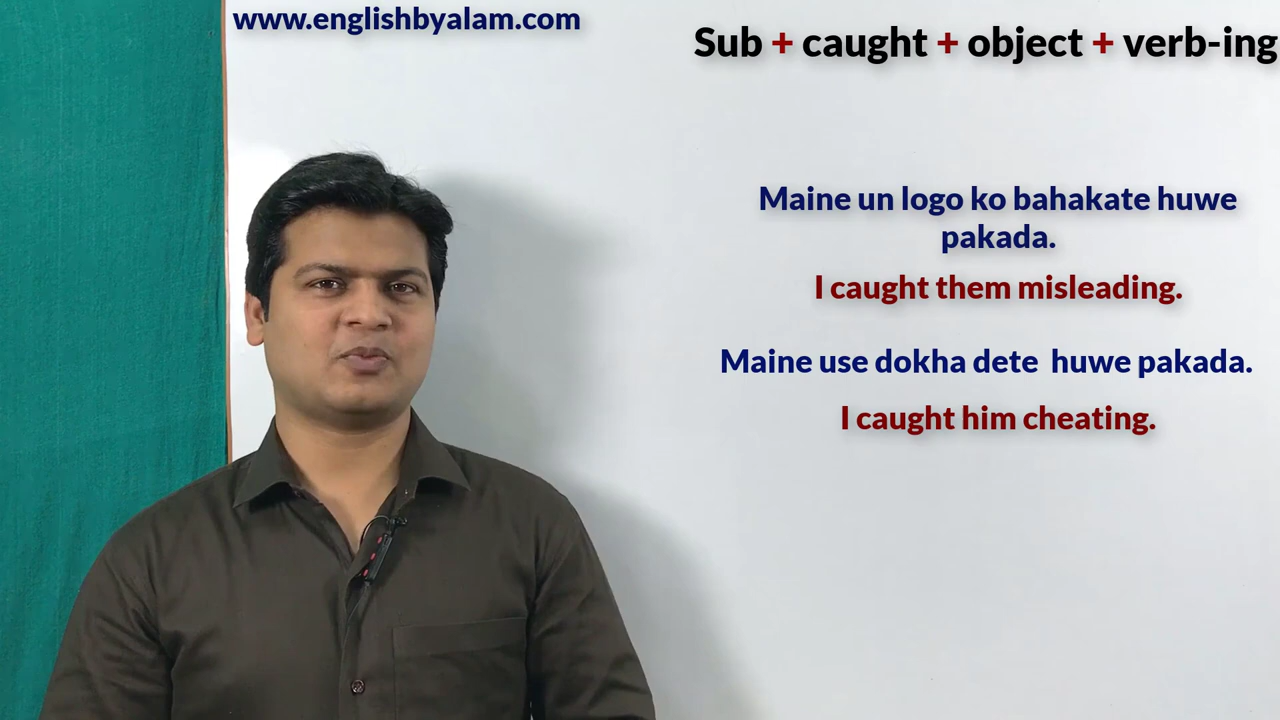 www.englishbyalam.com
Sub + caught + object + verb-ing
Maine un logo ko bahakate huwe
pakada.
I caught them misleading.
Maine use dokha dete huwe pakada.
I caught him cheating.